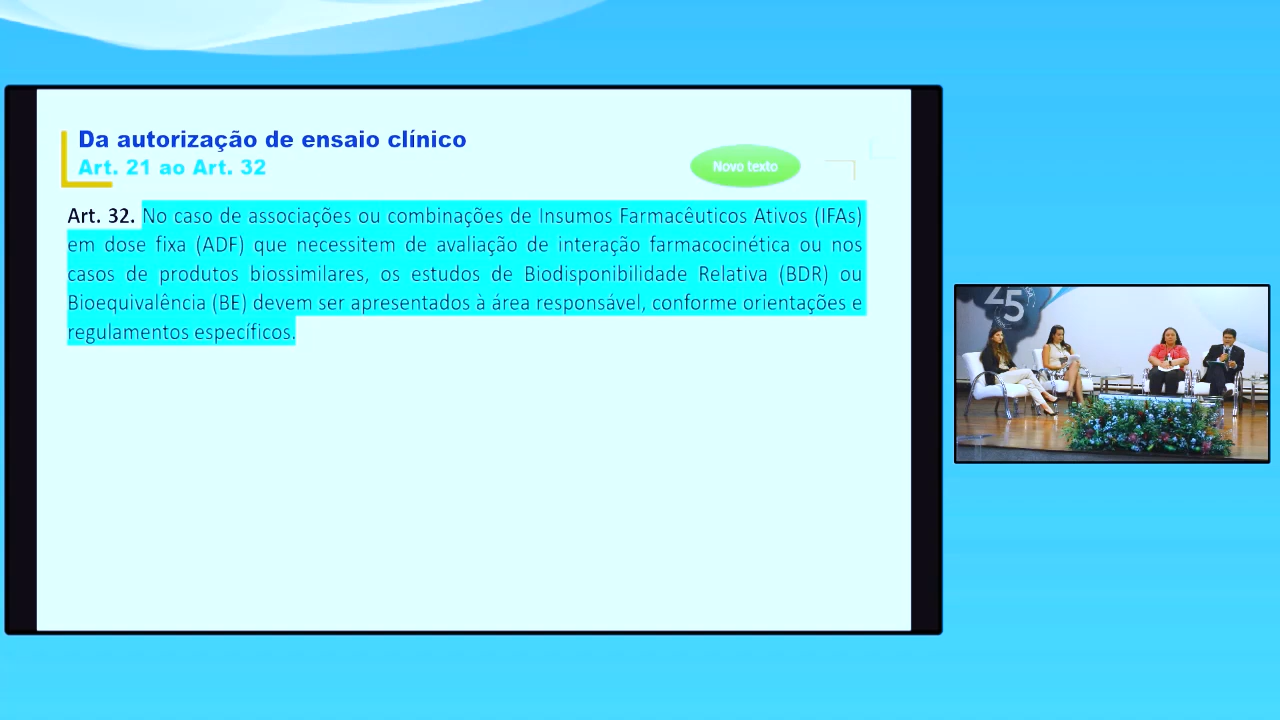 Da autorização de ensaio clínico
Art. 21 ao Art. 32
Novo texto
Art. 32. No caso de associações ou combinações de Insumos Farmacêuticos Ativos (IFAs)
em dose fixa (ADF) que necessitem de avaliação de interação farmacocinética ou nos
casos de produtos biossimilares, os estudos de Biodisponibilidade Relativa (BDR) ou
Bioequivalência (BE) devem ser apresentados à área responsável, conforme orientações e
regulamentos específicos.
25